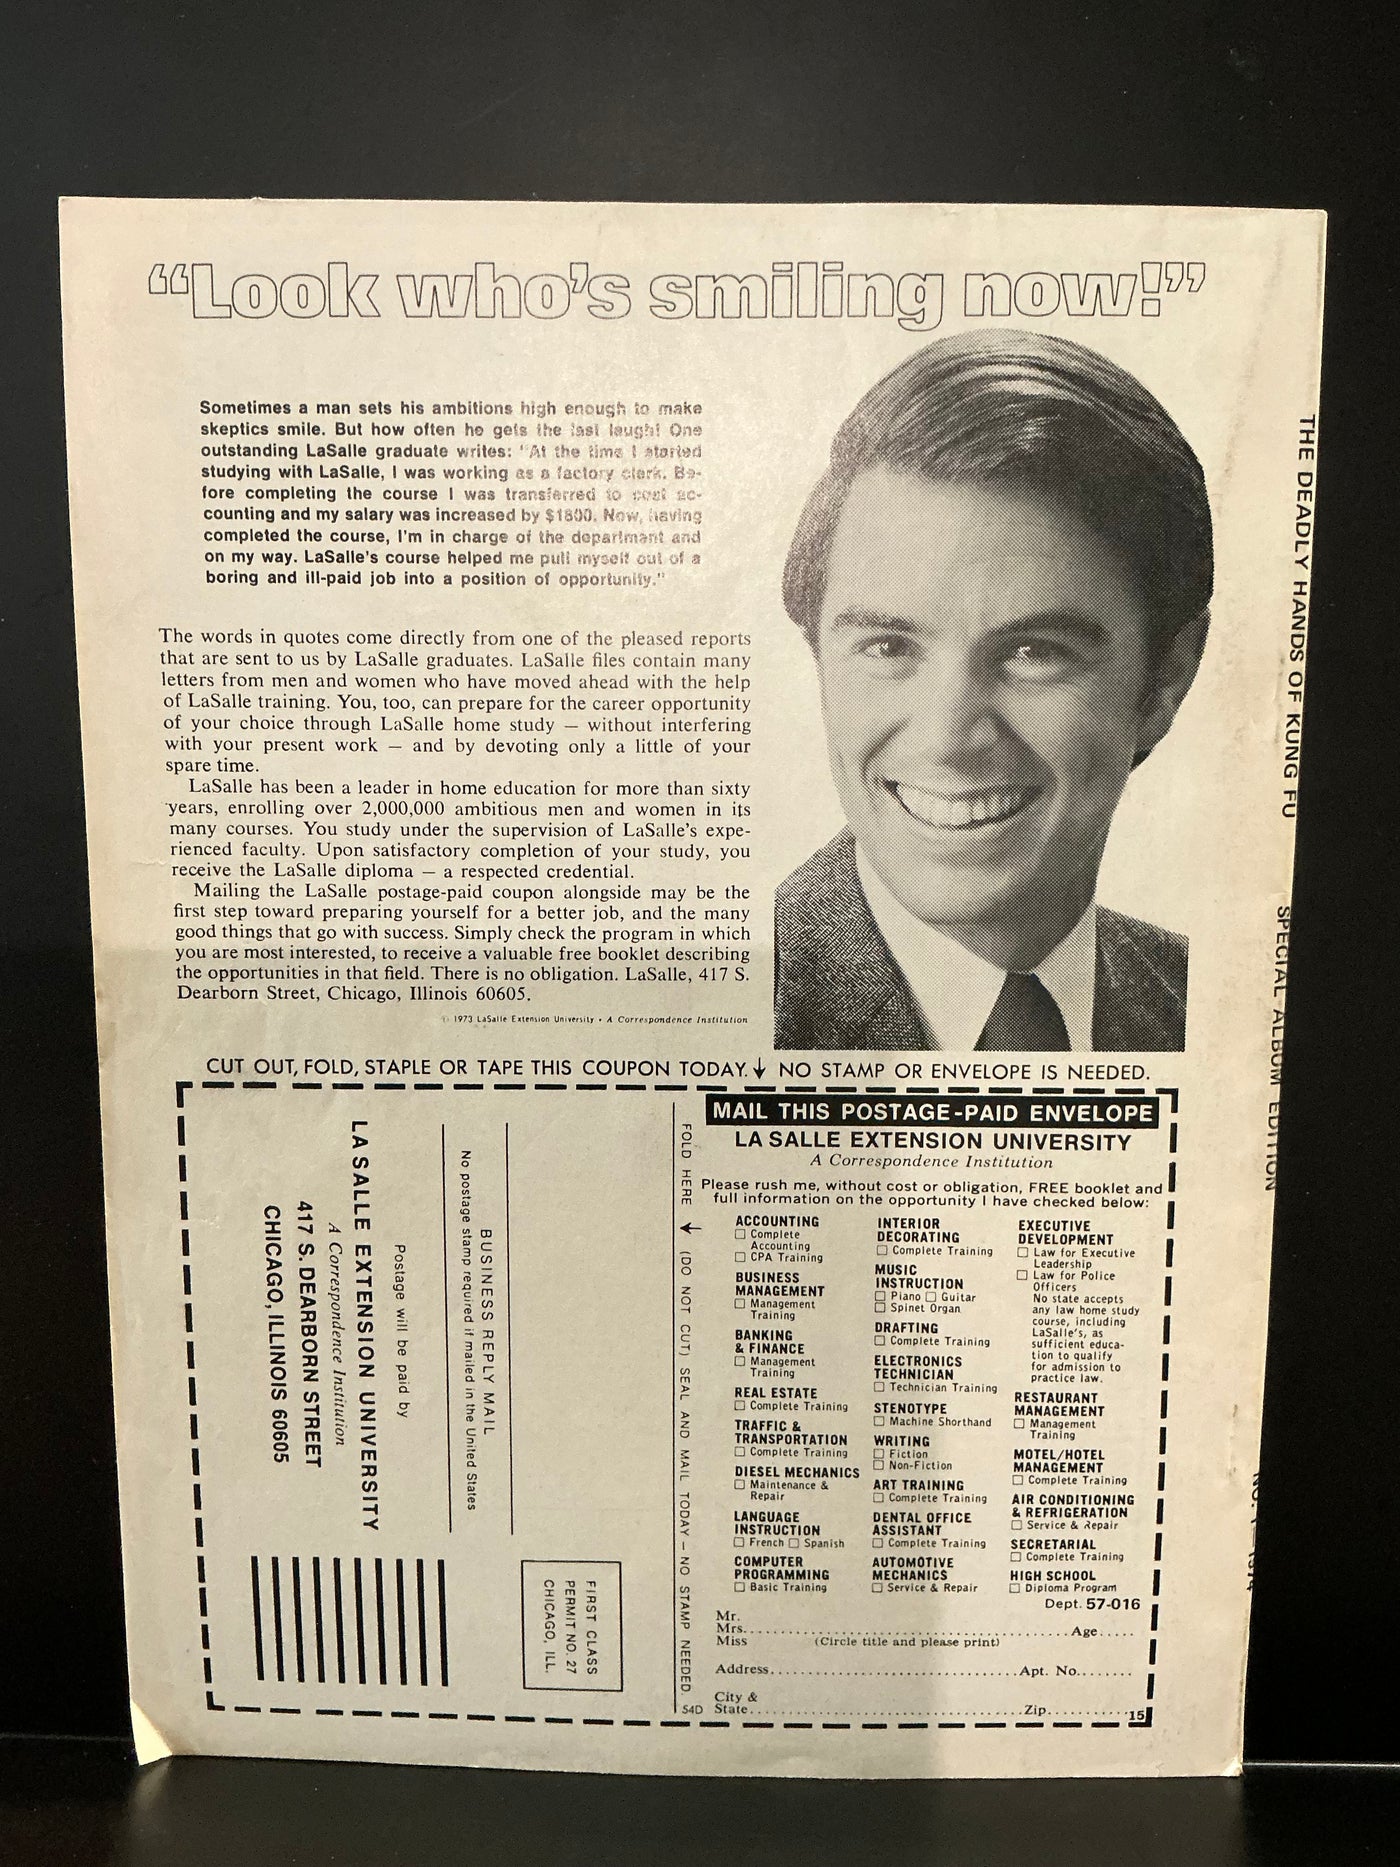 “Look who's smiling now!”
Sometimes a man sets his ambitions high enough to make
skeptics smile. But how often he gets the last laugh! One
outstanding LaSalle graduate writes: “At the time I started
studying with LaSalle, I was working as a factory clerk. Be-
fore completing the course I was transferred to cost ac-
counting and my salary was increased by $1800. Now, having
completed the course, I'm in charge of the department and
on my way. LaSalle's course helped me pull myself out of a
boring and ill-paid job into a position of opportunity.”
The words in quotes come directly from one of the pleased reports
that are sent to us by LaSalle graduates. LaSalle files contain many
letters from men and women who have moved ahead with the help
of LaSalle training. You, too, can prepare for the career opportunity
of your choice through LaSalle home study — without interfering
with your present work — and by devoting only a little of your
spare time.
LaSalle has been a leader in home education for more than sixty
years, enrolling over 2,000,000 ambitious men and women in its
many courses. You study under the supervision of LaSalle's expe-
rienced faculty. Upon satisfactory completion of your study, you
receive the LaSalle diploma — a respected credential.
Mailing the LaSalle postage-paid coupon alongside may be the
first step toward preparing yourself for a better job, and the many
good things that go with success. Simply check the program in which
you are most interested, to receive a valuable free booklet describing
the opportunities in that field. There is no obligation. LaSalle, 417 S.
Dearborn Street, Chicago, Illinois 60605.
© 1973 LaSalle Extension University • A Correspondence Institution
CUT OUT, FOLD, STAPLE OR TAPE THIS COUPON TODAY. NO STAMP OR ENVELOPE IS NEEDED.
FIRST CLASS
PERMIT NO. 27
CHICAGO, ILL.
BUSINESS REPLY MAIL
No postage stamp required if mailed in the United States
Postage will be paid by
LA SALLE EXTENSION UNIVERSITY
A Correspondence Institution
417 S. DEARBORN STREET
CHICAGO, ILLINOIS 60605
FOLD HERE (DO NOT CUT) SEAL AND MAIL TODAY — NO STAMP NEEDED
54D
MAIL THIS POSTAGE-PAID ENVELOPE
LA SALLE EXTENSION UNIVERSITY
A Correspondence Institution
Please rush me, without cost or obligation, FREE booklet and
full information on the opportunity I have checked below:
ACCOUNTING
☐ Complete
Accounting
☐ CPA Training
BUSINESS
MANAGEMENT
☐ Management
Training
BANKING
& FINANCE
☐ Management
Training
REAL ESTATE
☐ Complete Training
TRAFFIC &
TRANSPORTATION
☐ Complete Training
DIESEL MECHANICS
☐ Maintenance &
Repair
LANGUAGE
INSTRUCTION
☐ French ☐ Spanish
COMPUTER
PROGRAMMING
☐ Basic Training
INTERIOR
DECORATING
☐ Complete Training
MUSIC
INSTRUCTION
☐ Piano ☐ Guitar
☐ Spinet Organ
DRAFTING
☐ Complete Training
ELECTRONICS
TECHNICIAN
☐ Technician Training
STENOTYPE
☐ Machine Shorthand
WRITING
☐ Fiction
☐ Non-Fiction
ART TRAINING
☐ Complete Training
DENTAL OFFICE
ASSISTANT
☐ Complete Training
AUTOMOTIVE
MECHANICS
☐ Service & Repair
EXECUTIVE
DEVELOPMENT
☐ Law for Executive
Leadership
☐ Law for Police
Officers
No state accepts
any law home study
course, including
LaSalle's, as
sufficient educa-
tion to qualify
for admission to
practice law.
RESTAURANT
MANAGEMENT
☐ Management
Training
MOTEL/HOTEL
MANAGEMENT
☐ Complete Training
AIR CONDITIONING
& REFRIGERATION
☐ Service & Repair
SECRETARIAL
☐ Complete Training
HIGH SCHOOL
☐ Diploma Program
Dept. 57-016
Mr.
Mrs. Age
Miss (Circle title and please print)
Address Apt. No.
City &
State Zip
15
THE DEADLY HANDS OF KUNG FU SPECIAL ALBUM EDITION